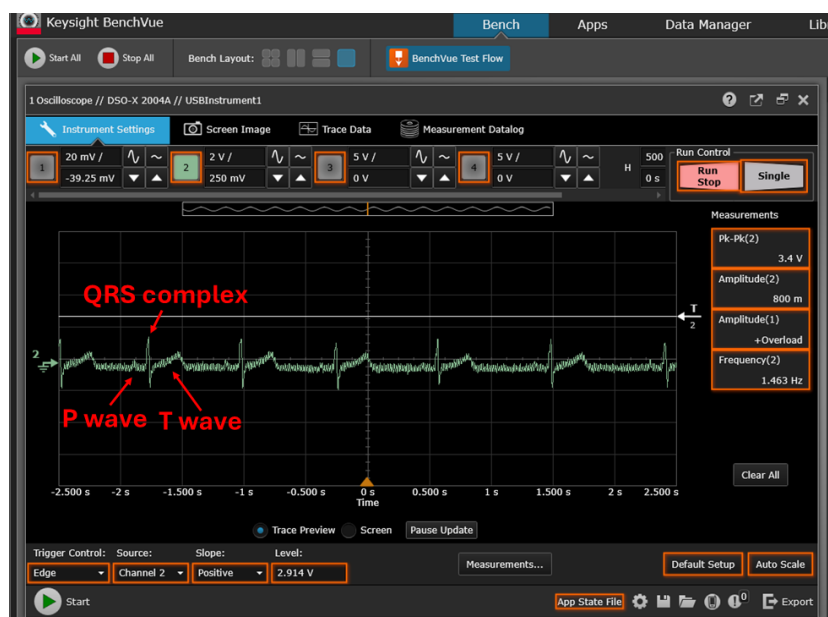 Keysight BenchVue
Bench Apps Data Manager
Start All Stop All Bench Layout: BenchVue Test Flow
1 Oscilloscope // DSO-X 2004A // USBInstrument1
Instrument Settings Screen Image Trace Data Measurement Datalog
1 20 mV / -39.25 mV
2 2 V / 250 mV
3 5 V / 0 V
4 5 V / 0 V
H 500 0 s
Run Control
Run Stop Single
Measurements
Pk-Pk(2)
3.4 V
Amplitude(2)
800 m
Amplitude(1)
+Overload
Frequency(2)
1.463 Hz
Clear All
QRS complex
T
2
2
P wave T wave
-2.500 s -2 s -1.500 s -1 s -0.500 s 0 s 0.500 s 1 s 1.500 s 2 s 2.500 s
Time
Trace Preview Screen Pause Update
Trigger Control: Source: Slope: Level:
Edge Channel 2 Positive 2.914 V
Measurements... Default Setup Auto Scale
Start App State File 0 Export